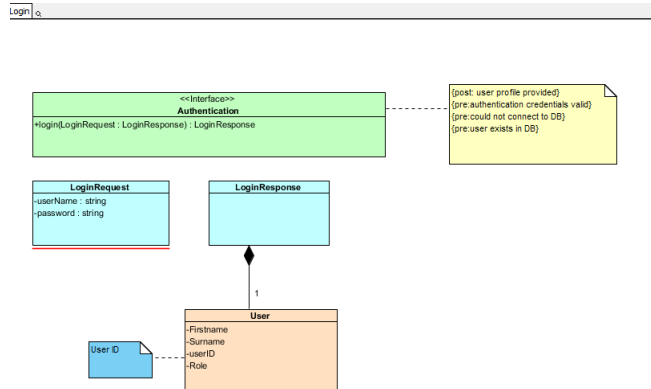 Login
<<Interface>>
Authentication
+login(LoginRequest : LoginResponse) : LoginResponse
{post: user profile provided}
{pre:authentication credentials valid}
{pre:could not connect to DB}
{pre:user exists in DB}
LoginRequest
-userName : string
-password : string
LoginResponse
1
User
-Firstname
-Surname
-userID
-Role
User ID